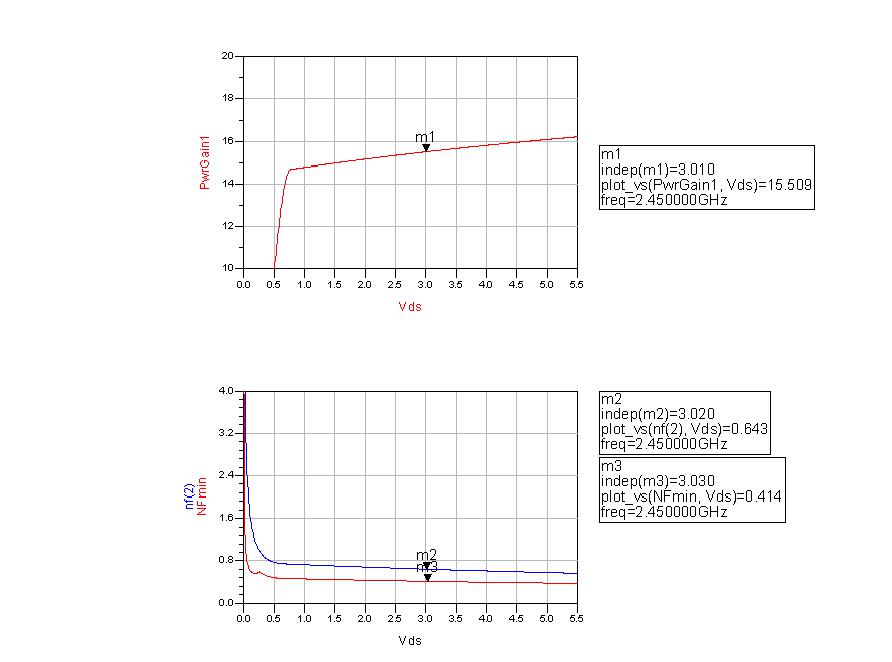 20
18
16
14
12
10
PwrGain1
m1
0.0 0.5 1.0 1.5 2.0 2.5 3.0 3.5 4.0 4.5 5.0 5.5
Vds
m1
indep(m1)=3.010
plot_vs(PwrGain1, Vds)=15.509
freq=2.450000GHz
4.0
3.2
2.4
1.6
0.8
0.0
nf(2)
NFmin
m2
m3
0.0 0.5 1.0 1.5 2.0 2.5 3.0 3.5 4.0 4.5 5.0 5.5
Vds
m2
indep(m2)=3.020
plot_vs(nf(2), Vds)=0.643
freq=2.450000GHz
m3
indep(m3)=3.030
plot_vs(NFmin, Vds)=0.414
freq=2.450000GHz